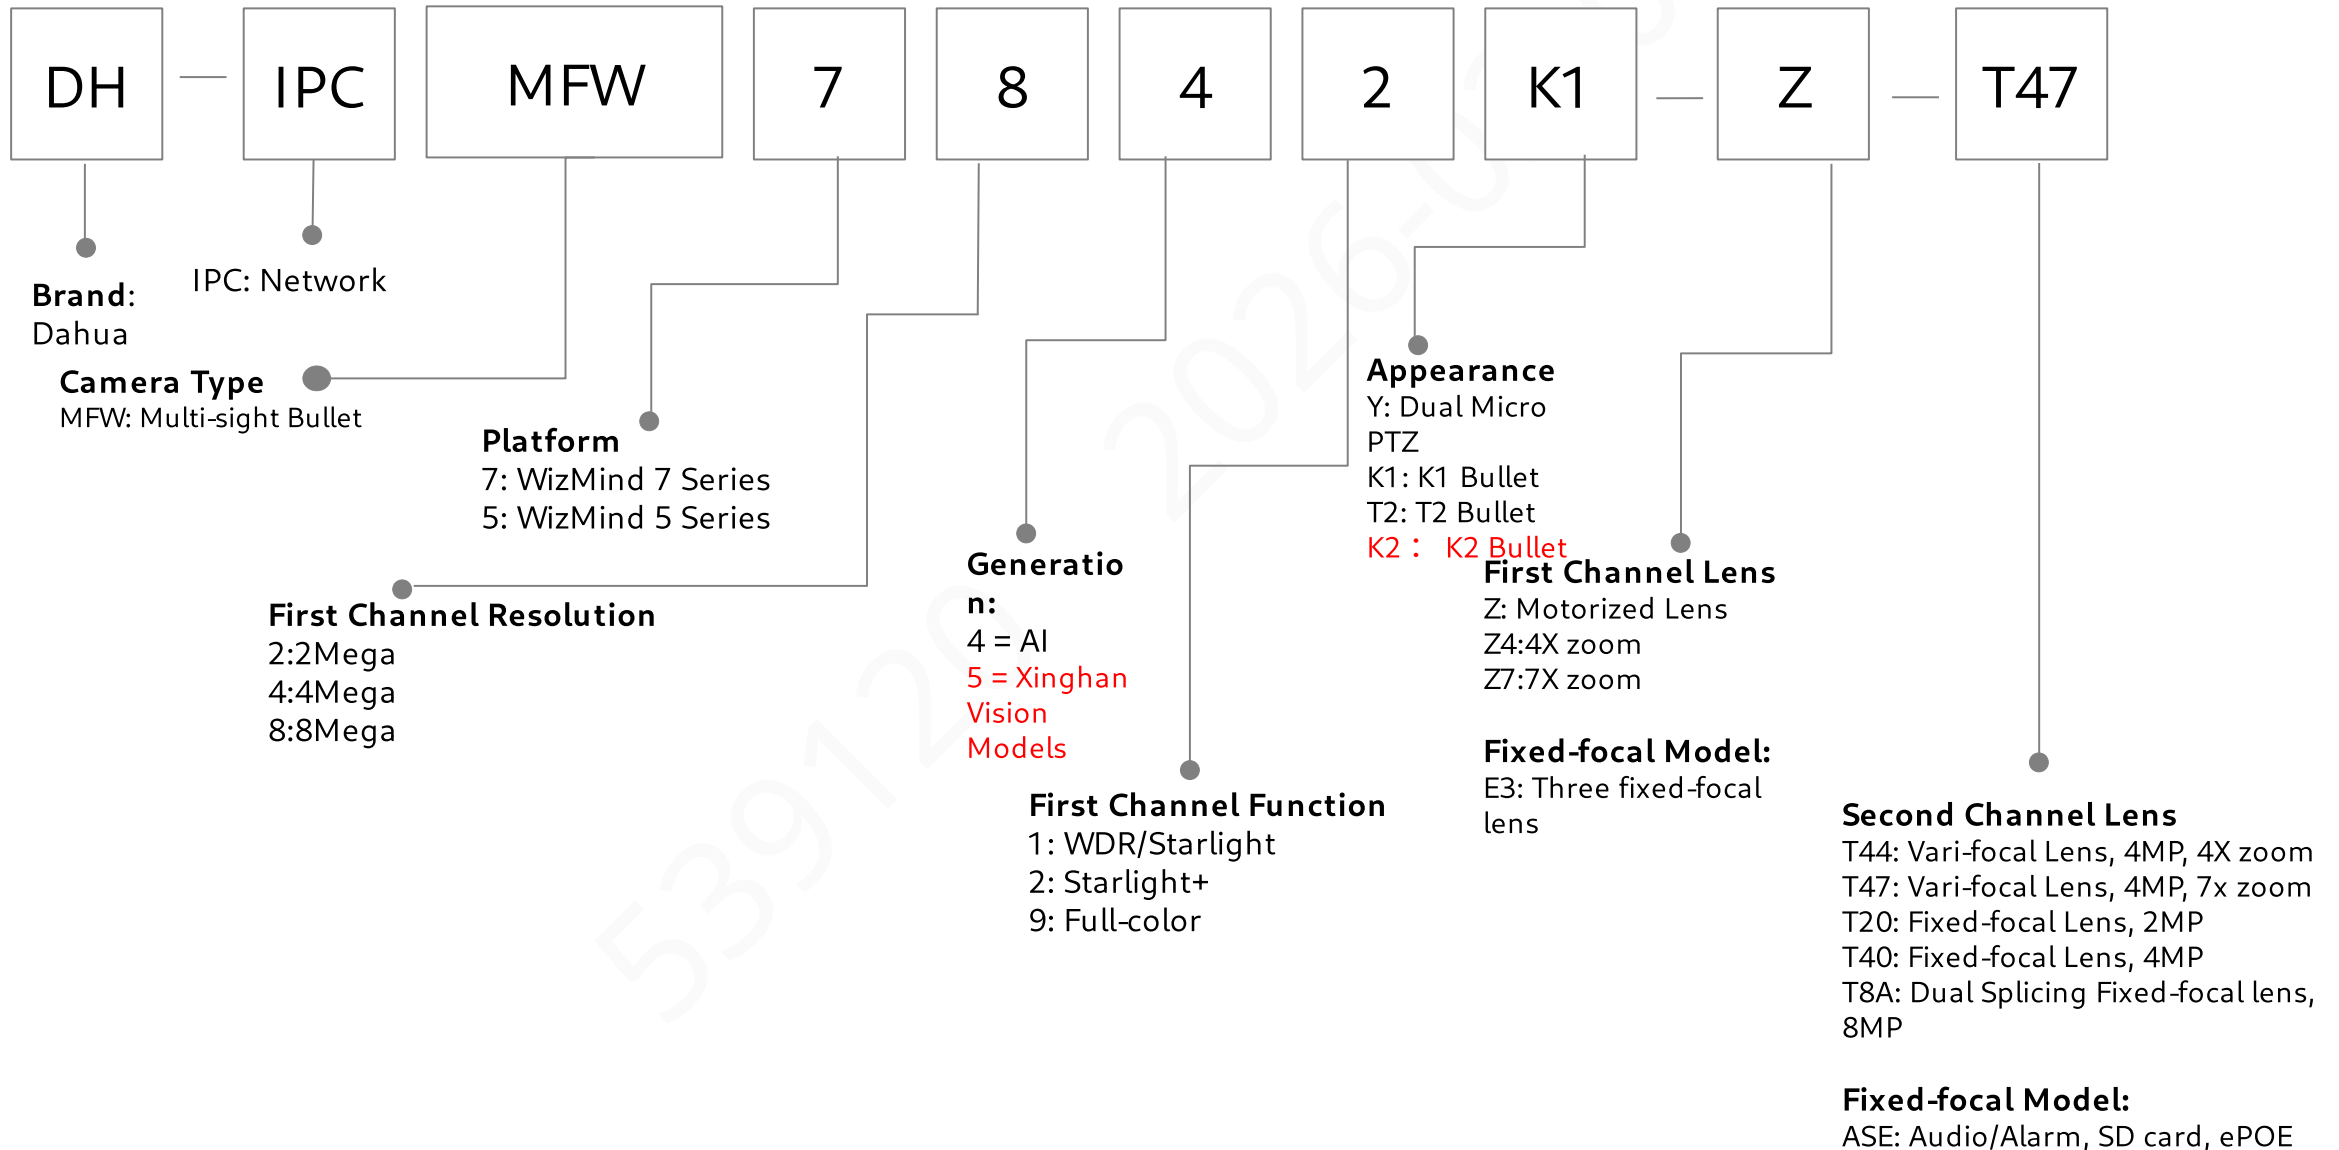 DH — IPC MFW 7 8 4 2 K1 — Z — T47
Brand:
Dahua
IPC: Network
Camera Type
MFW: Multi-sight Bullet
Platform
7: WizMind 7 Series
5: WizMind 5 Series
First Channel Resolution
2:2Mega
4:4Mega
8:8Mega
Generatio
n:
4 = AI
5 = Xinghan
Vision
Models
First Channel Function
1: WDR/Starlight
2: Starlight+
9: Full-color
Appearance
Y: Dual Micro
PTZ
K1: K1 Bullet
T2: T2 Bullet
K2： K2 Bullet
First Channel Lens
Z: Motorized Lens
Z4:4X zoom
Z7:7X zoom
Fixed-focal Model:
E3: Three fixed-focal
lens
Second Channel Lens
T44: Vari-focal Lens, 4MP, 4X zoom
T47: Vari-focal Lens, 4MP, 7x zoom
T20: Fixed-focal Lens, 2MP
T40: Fixed-focal Lens, 4MP
T8A: Dual Splicing Fixed-focal lens,
8MP
Fixed-focal Model:
ASE: Audio/Alarm, SD card, ePOE
539120 2026-0